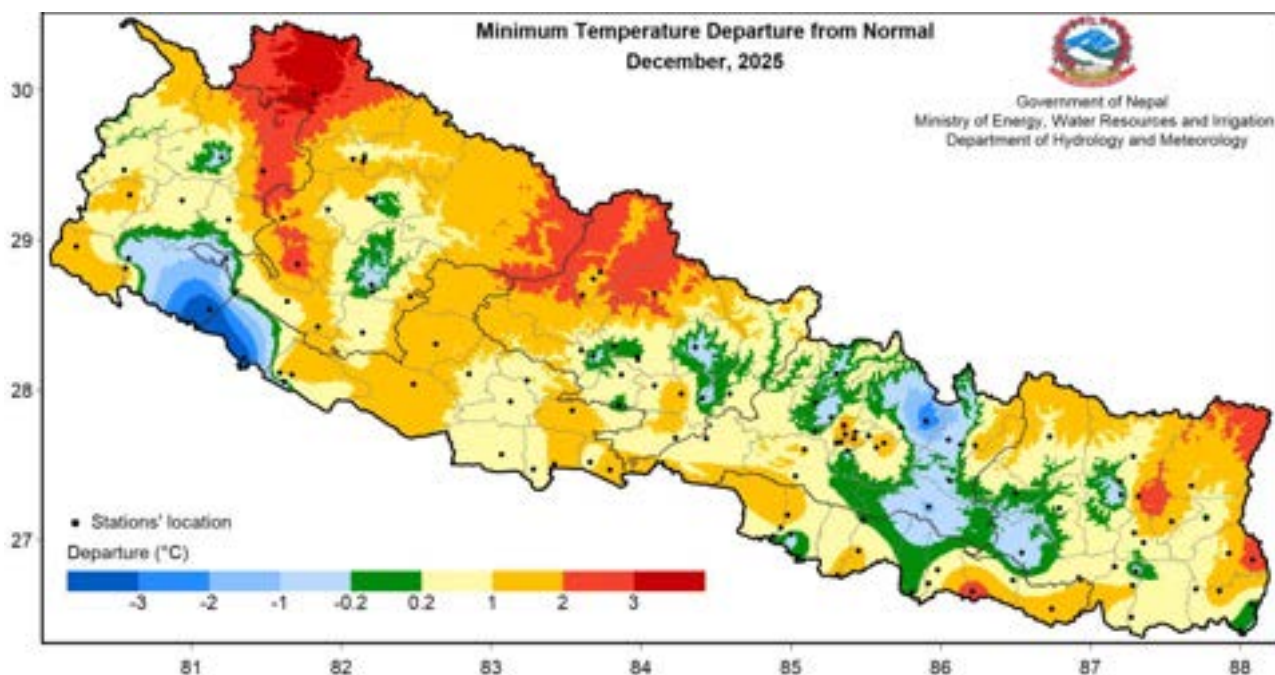 Minimum Temperature Departure from Normal
December, 2025
Government of Nepal
Ministry of Energy, Water Resources and Irrigation
Department of Hydrology and Meteorology
30
29
28
27
Stations' location
Departure (°C)
-3 -2 -1 -0.2 0.2 1 2 3
81 82 83 84 85 86 87 88